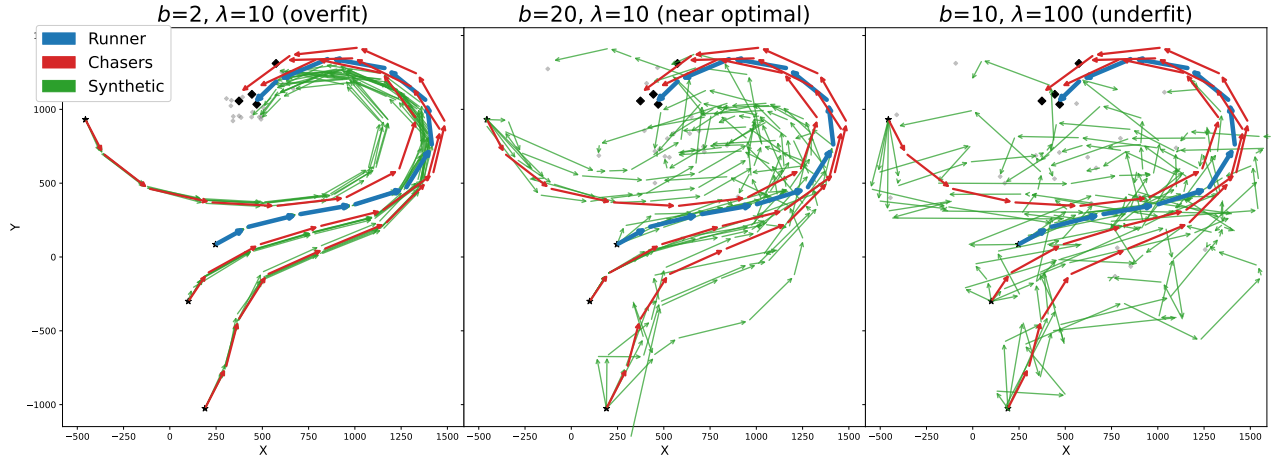 b=2, λ=10 (overfit)
b=20, λ=10 (near optimal)
b=10, λ=100 (underfit)
Runner
Chasers
Synthetic
Y
1000
500
0
−500
−1000
−500 −250 0 250 500 750 1000 1250 1500
−500 −250 0 250 500 750 1000 1250 1500
−500 −250 0 250 500 750 1000 1250 1500
X
X
X